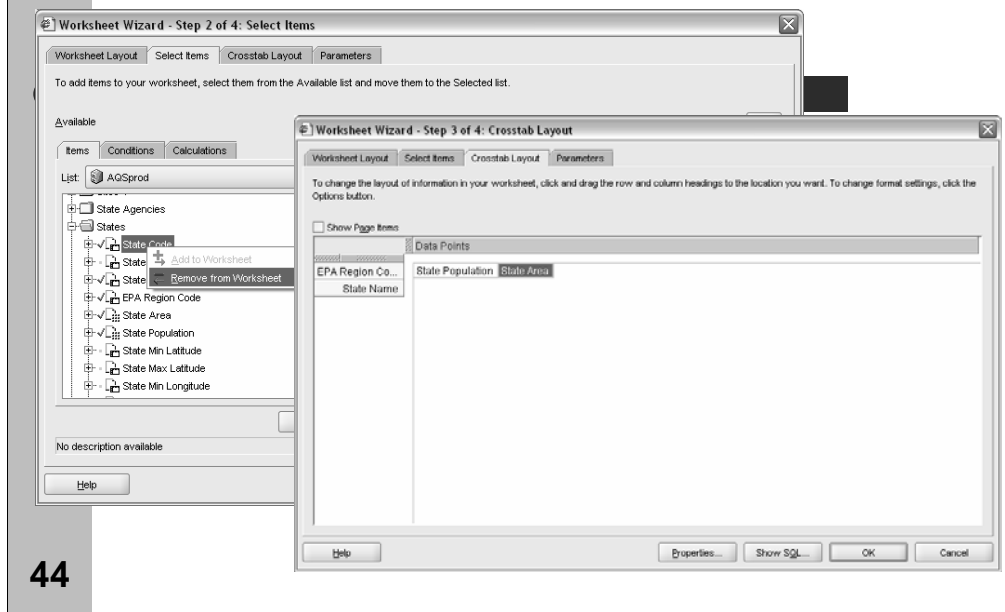 Worksheet Wizard - Step 2 of 4: Select Items
Worksheet Layout Select Items Crosstab Layout Parameters
To add items to your worksheet, select them from the Available list and move them to the Selected list.
Available
Items Conditions Calculations
List: AQSprod
State Agencies
States
State Code
State
State
EPA Region Code
State Area
State Population
State Min Latitude
State Max Latitude
State Min Longitude
Add to Worksheet
Remove from Worksheet
No description available
Help
Worksheet Wizard - Step 3 of 4: Crosstab Layout
Worksheet Layout Select Items Crosstab Layout Parameters
To change the layout of information in your worksheet, click and drag the row and column headings to the location you want. To change format settings, click the
Options button.
Show Page Items
Data Points
EPA Region Co... State Population State Area
State Name
Help Properties... Show SQL... OK Cancel
44